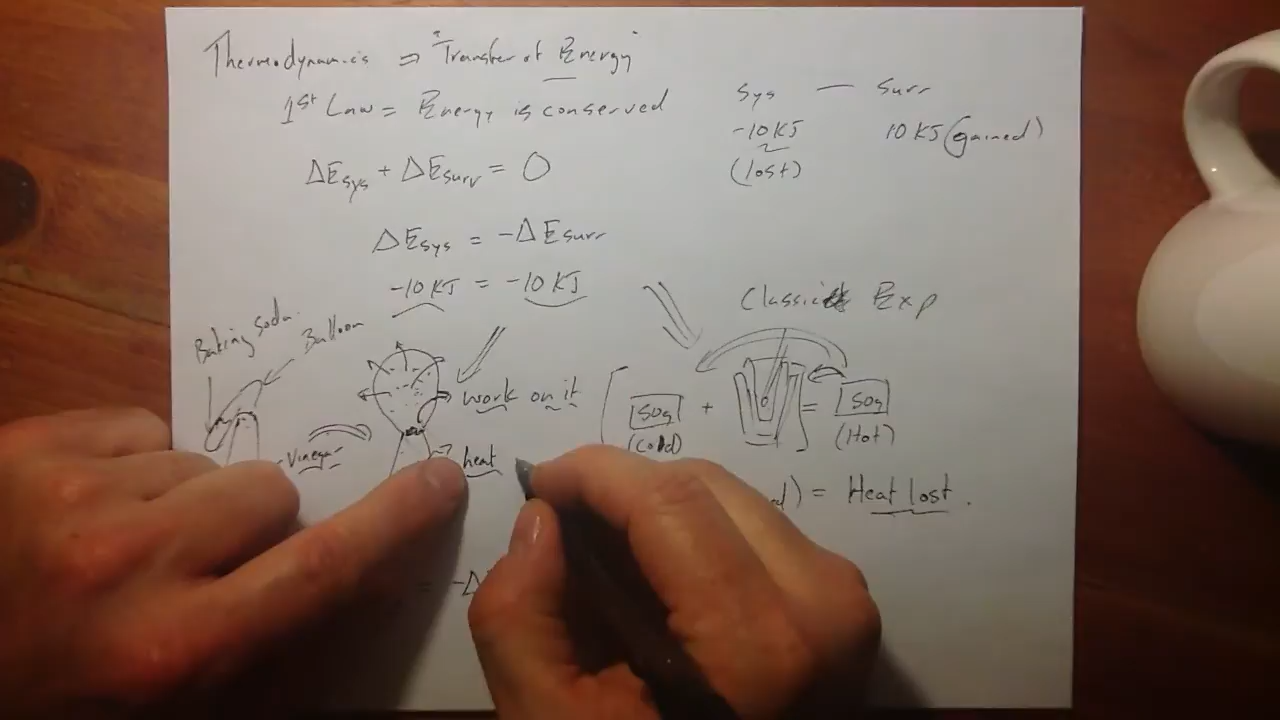 Thermodynamics ⇒ "Transfer of Energy"
1st Law = Energy is conserved
ΔEsys + ΔEsurr = 0
ΔEsys = -ΔEsurr
-10 KJ = -10 KJ
Sys — Surr
-10 KJ 10 KJ (gained)
(lost)
Baking Soda
Balloon
Vinegar
work on it
heat
Classic Exp
50g + = 50g
(Cold) (Hot)
) = Heat lost.
= -Δ